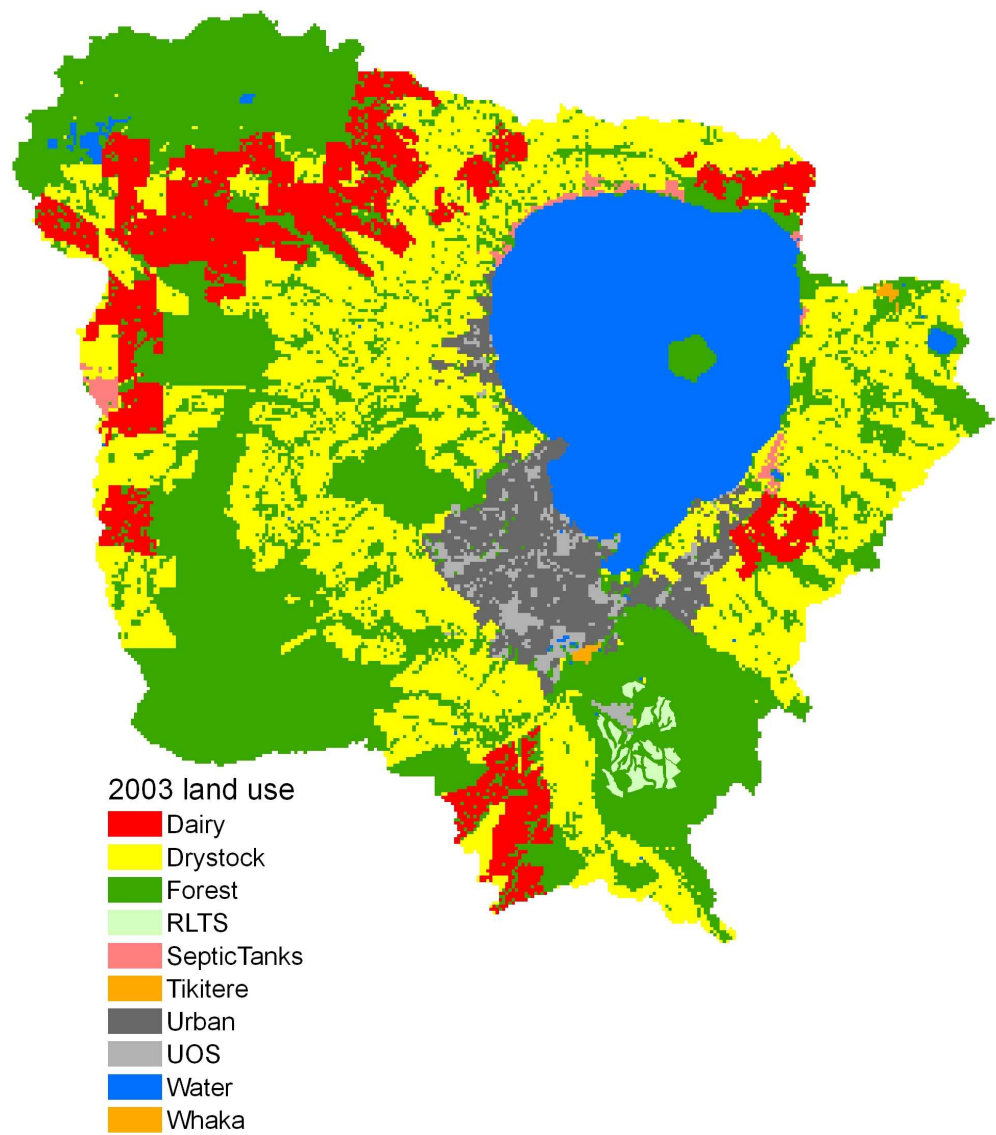 2003 land use
Dairy
Drystock
Forest
RLTS
SepticTanks
Tikitere
Urban
UOS
Water
Whaka